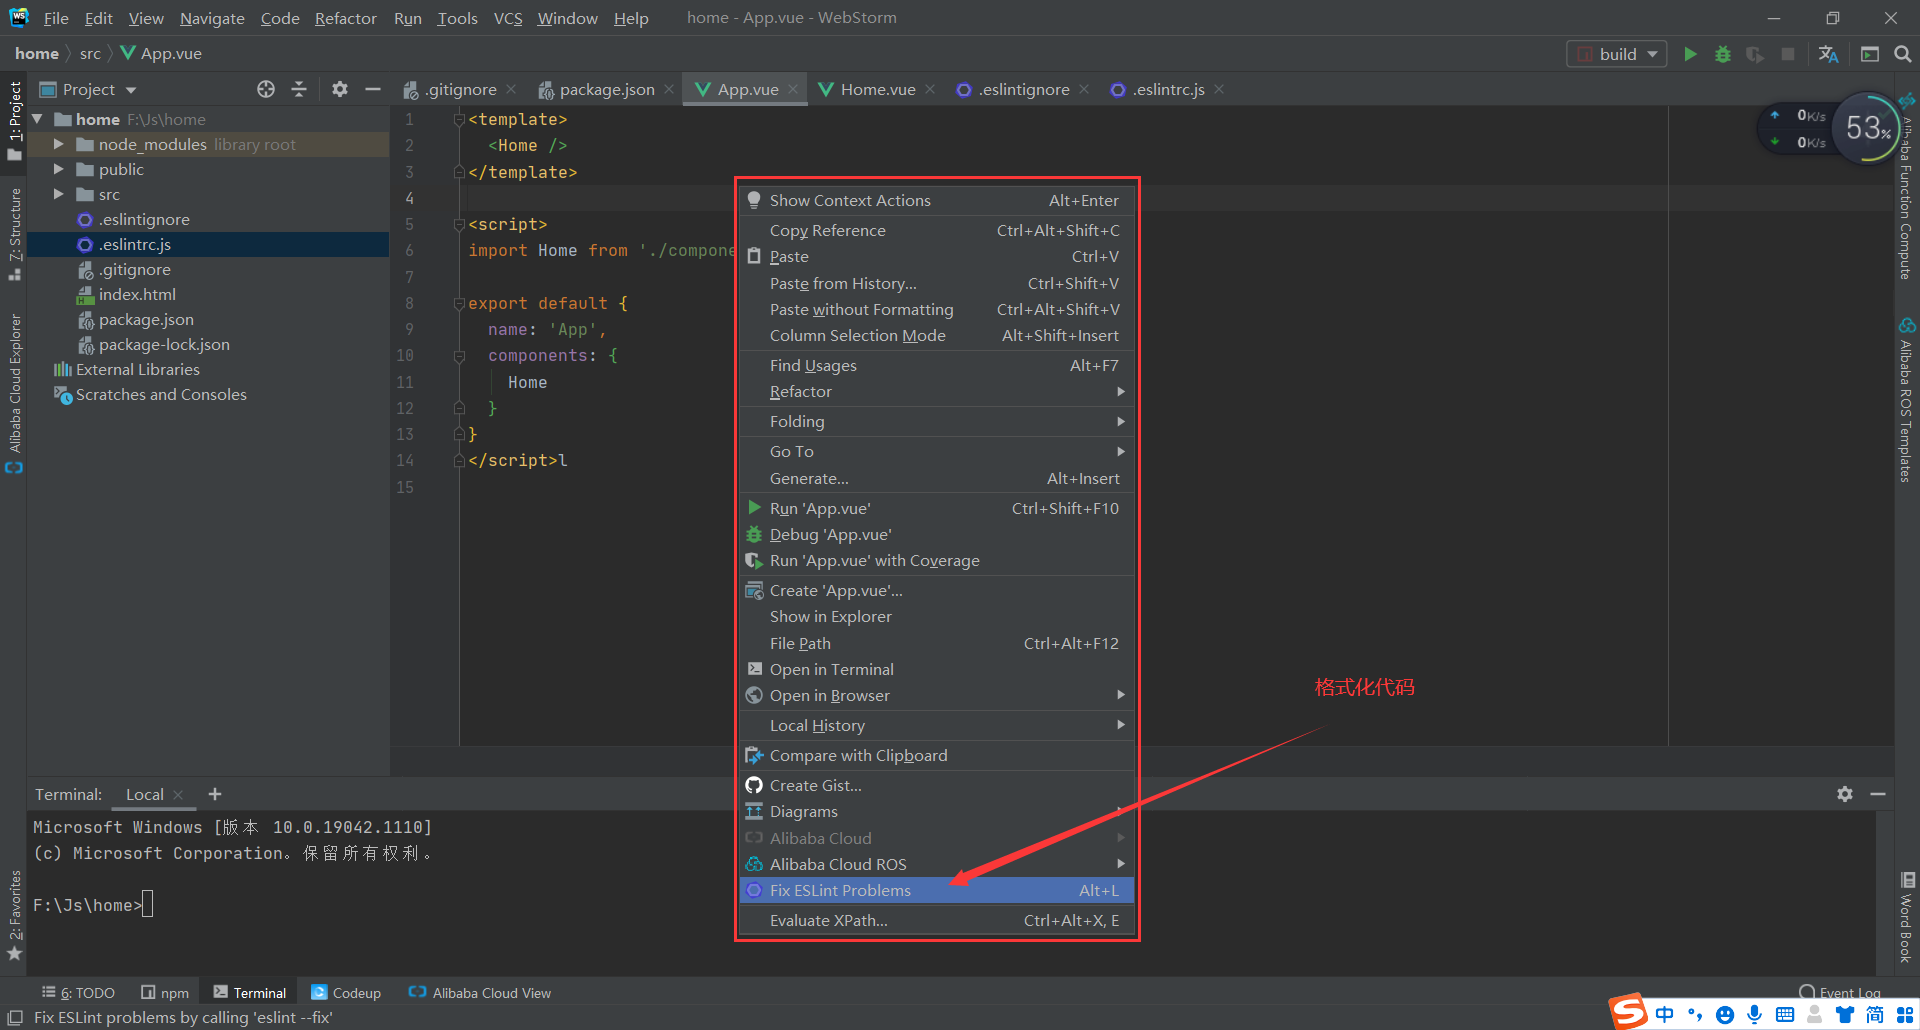 File Edit View Navigate Code Refactor Run Tools VCS Window Help home - App.vue - WebStorm
home src App.vue
build
Project
.gitignore package.json App.vue Home.vue .eslintignore .eslintrc.js
home F:\Js\home
node_modules library root
public
src
.eslintignore
.eslintrc.js
.gitignore
index.html
package.json
package-lock.json
External Libraries
Scratches and Consoles
1: Project
7: Structure
Alibaba Cloud Explorer
2: Favorites
1 <template>
2 <Home />
3 </template>
4
5 <script>
6 import Home from './compone
7
8 export default {
9 name: 'App',
10 components: {
11 Home
12 }
13 }
14 </script>l
15
Show Context Actions Alt+Enter
Copy Reference Ctrl+Alt+Shift+C
Paste Ctrl+V
Paste from History... Ctrl+Shift+V
Paste without Formatting Ctrl+Alt+Shift+V
Column Selection Mode Alt+Shift+Insert
Find Usages Alt+F7
Refactor
Folding
Go To
Generate... Alt+Insert
Run 'App.vue' Ctrl+Shift+F10
Debug 'App.vue'
Run 'App.vue' with Coverage
Create 'App.vue'...
Show in Explorer
File Path Ctrl+Alt+F12
Open in Terminal
Open in Browser
Local History
Compare with Clipboard
Create Gist...
Diagrams
Alibaba Cloud
Alibaba Cloud ROS
Fix ESLint Problems Alt+L
Evaluate XPath... Ctrl+Alt+X, E
格式化代码
0K/s
0K/s
53%
Function Compute
Alibaba ROS Templates
Word Book
Terminal: Local
Microsoft Windows [版本 10.0.19042.1110]
(c) Microsoft Corporation。保留所有权利。
F:\Js\home>
6: TODO npm Terminal Codeup Alibaba Cloud View Event Log
Fix ESLint problems by calling 'eslint --fix'
中 简